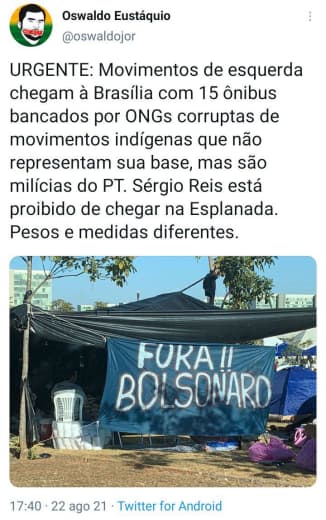 Oswaldo Eustáquio
@oswaldojor
URGENTE: Movimentos de esquerda
chegam à Brasília com 15 ônibus
bancados por ONGs corruptas de
movimentos indígenas que não
representam sua base, mas são
milícias do PT. Sérgio Reis está
proibido de chegar na Esplanada.
Pesos e medidas diferentes.
FORA!!
BOLSONARO
17:40 · 22 ago 21 · Twitter for Android